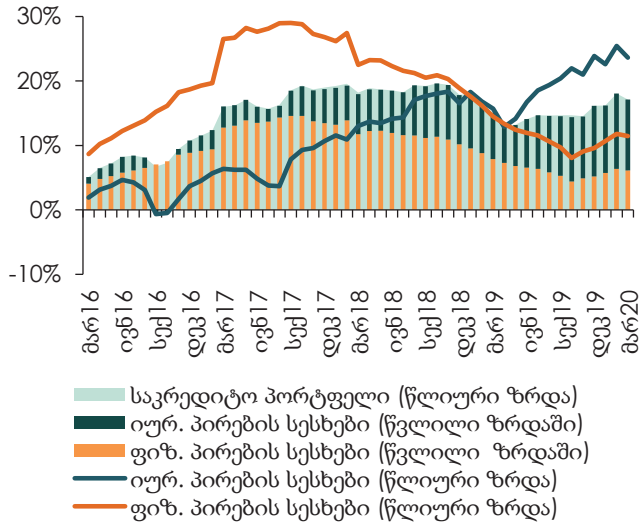 30%
20%
10%
0%
-10%
მარ16
ივნ16
სექ16
დეკ16
მარ17
ივნ17
სექ17
დეკ17
მარ18
ივნ18
სექ18
დეკ18
მარ19
ივნ19
სექ19
დეკ19
მარ20
საკრედიტო პორტფელი (წლიური ზრდა)
იურ. პირების სესხები (წვლილი ზრდაში)
ფიზ. პირების სესხები (წვლილი ზრდაში)
იურ. პირების სესხები (წლიური ზრდა)
ფიზ. პირების სესხები (წლიური ზრდა)